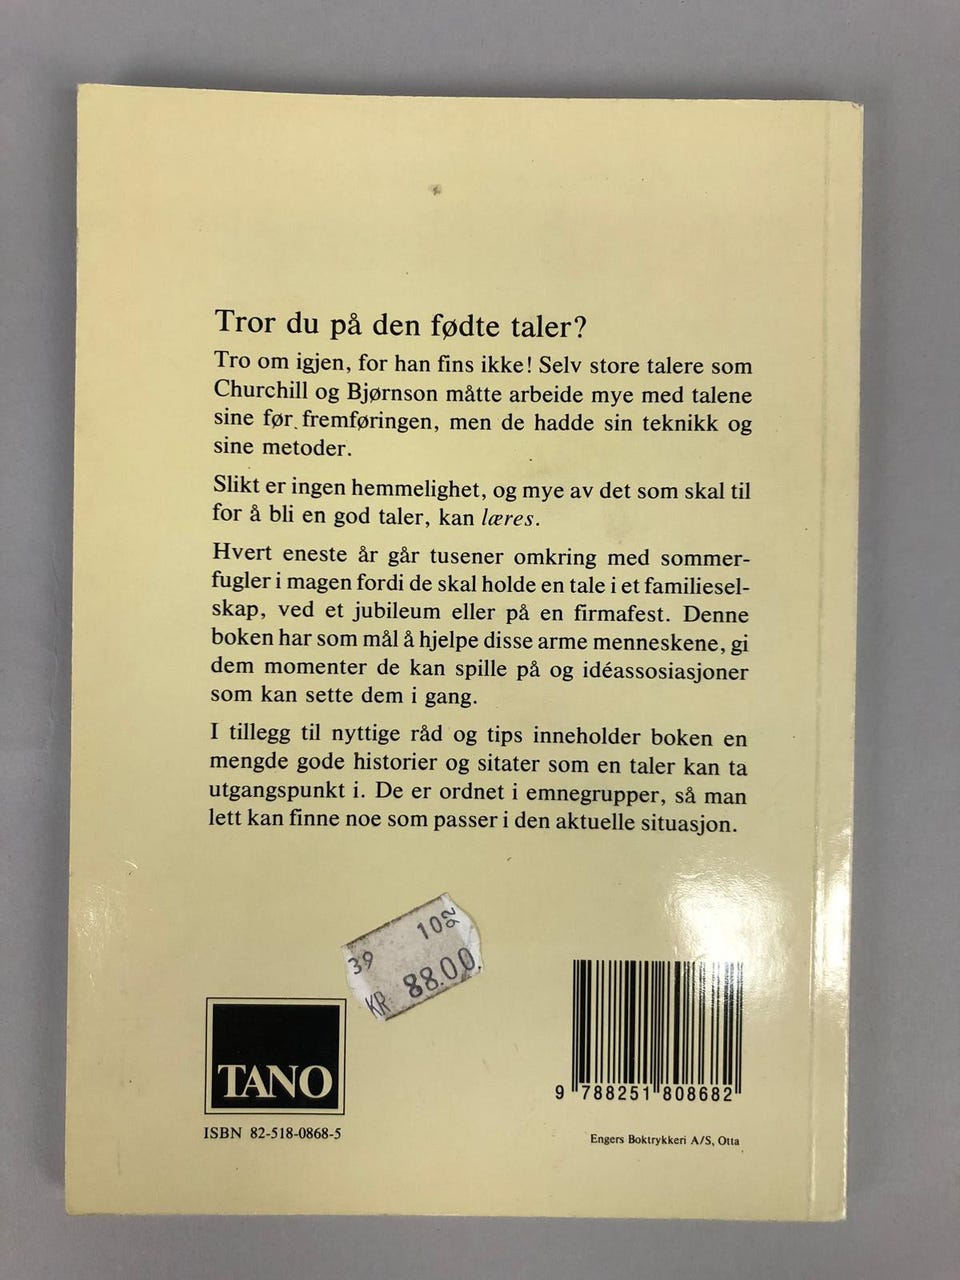 Tror du på den fødte taler?
Tro om igjen, for han fins ikke! Selv store talere som
Churchill og Bjørnson måtte arbeide mye med talene
sine før fremføringen, men de hadde sin teknikk og
sine metoder.
Slikt er ingen hemmelighet, og mye av det som skal til
for å bli en god taler, kan læres.
Hvert eneste år går tusener omkring med sommer-
fugler i magen fordi de skal holde en tale i et familiesel-
skap, ved et jubileum eller på en firmafest. Denne
boken har som mål å hjelpe disse arme menneskene, gi
dem momenter de kan spille på og idéassosiasjoner
som kan sette dem i gang.
I tillegg til nyttige råd og tips inneholder boken en
mengde gode historier og sitater som en taler kan ta
utgangspunkt i. De er ordnet i emnegrupper, så man
lett kan finne noe som passer i den aktuelle situasjon.
39
KR 88.00
TANO
ISBN 82-518-0868-5
9 788251 808682
Engers Boktrykkeri A/S, Otta